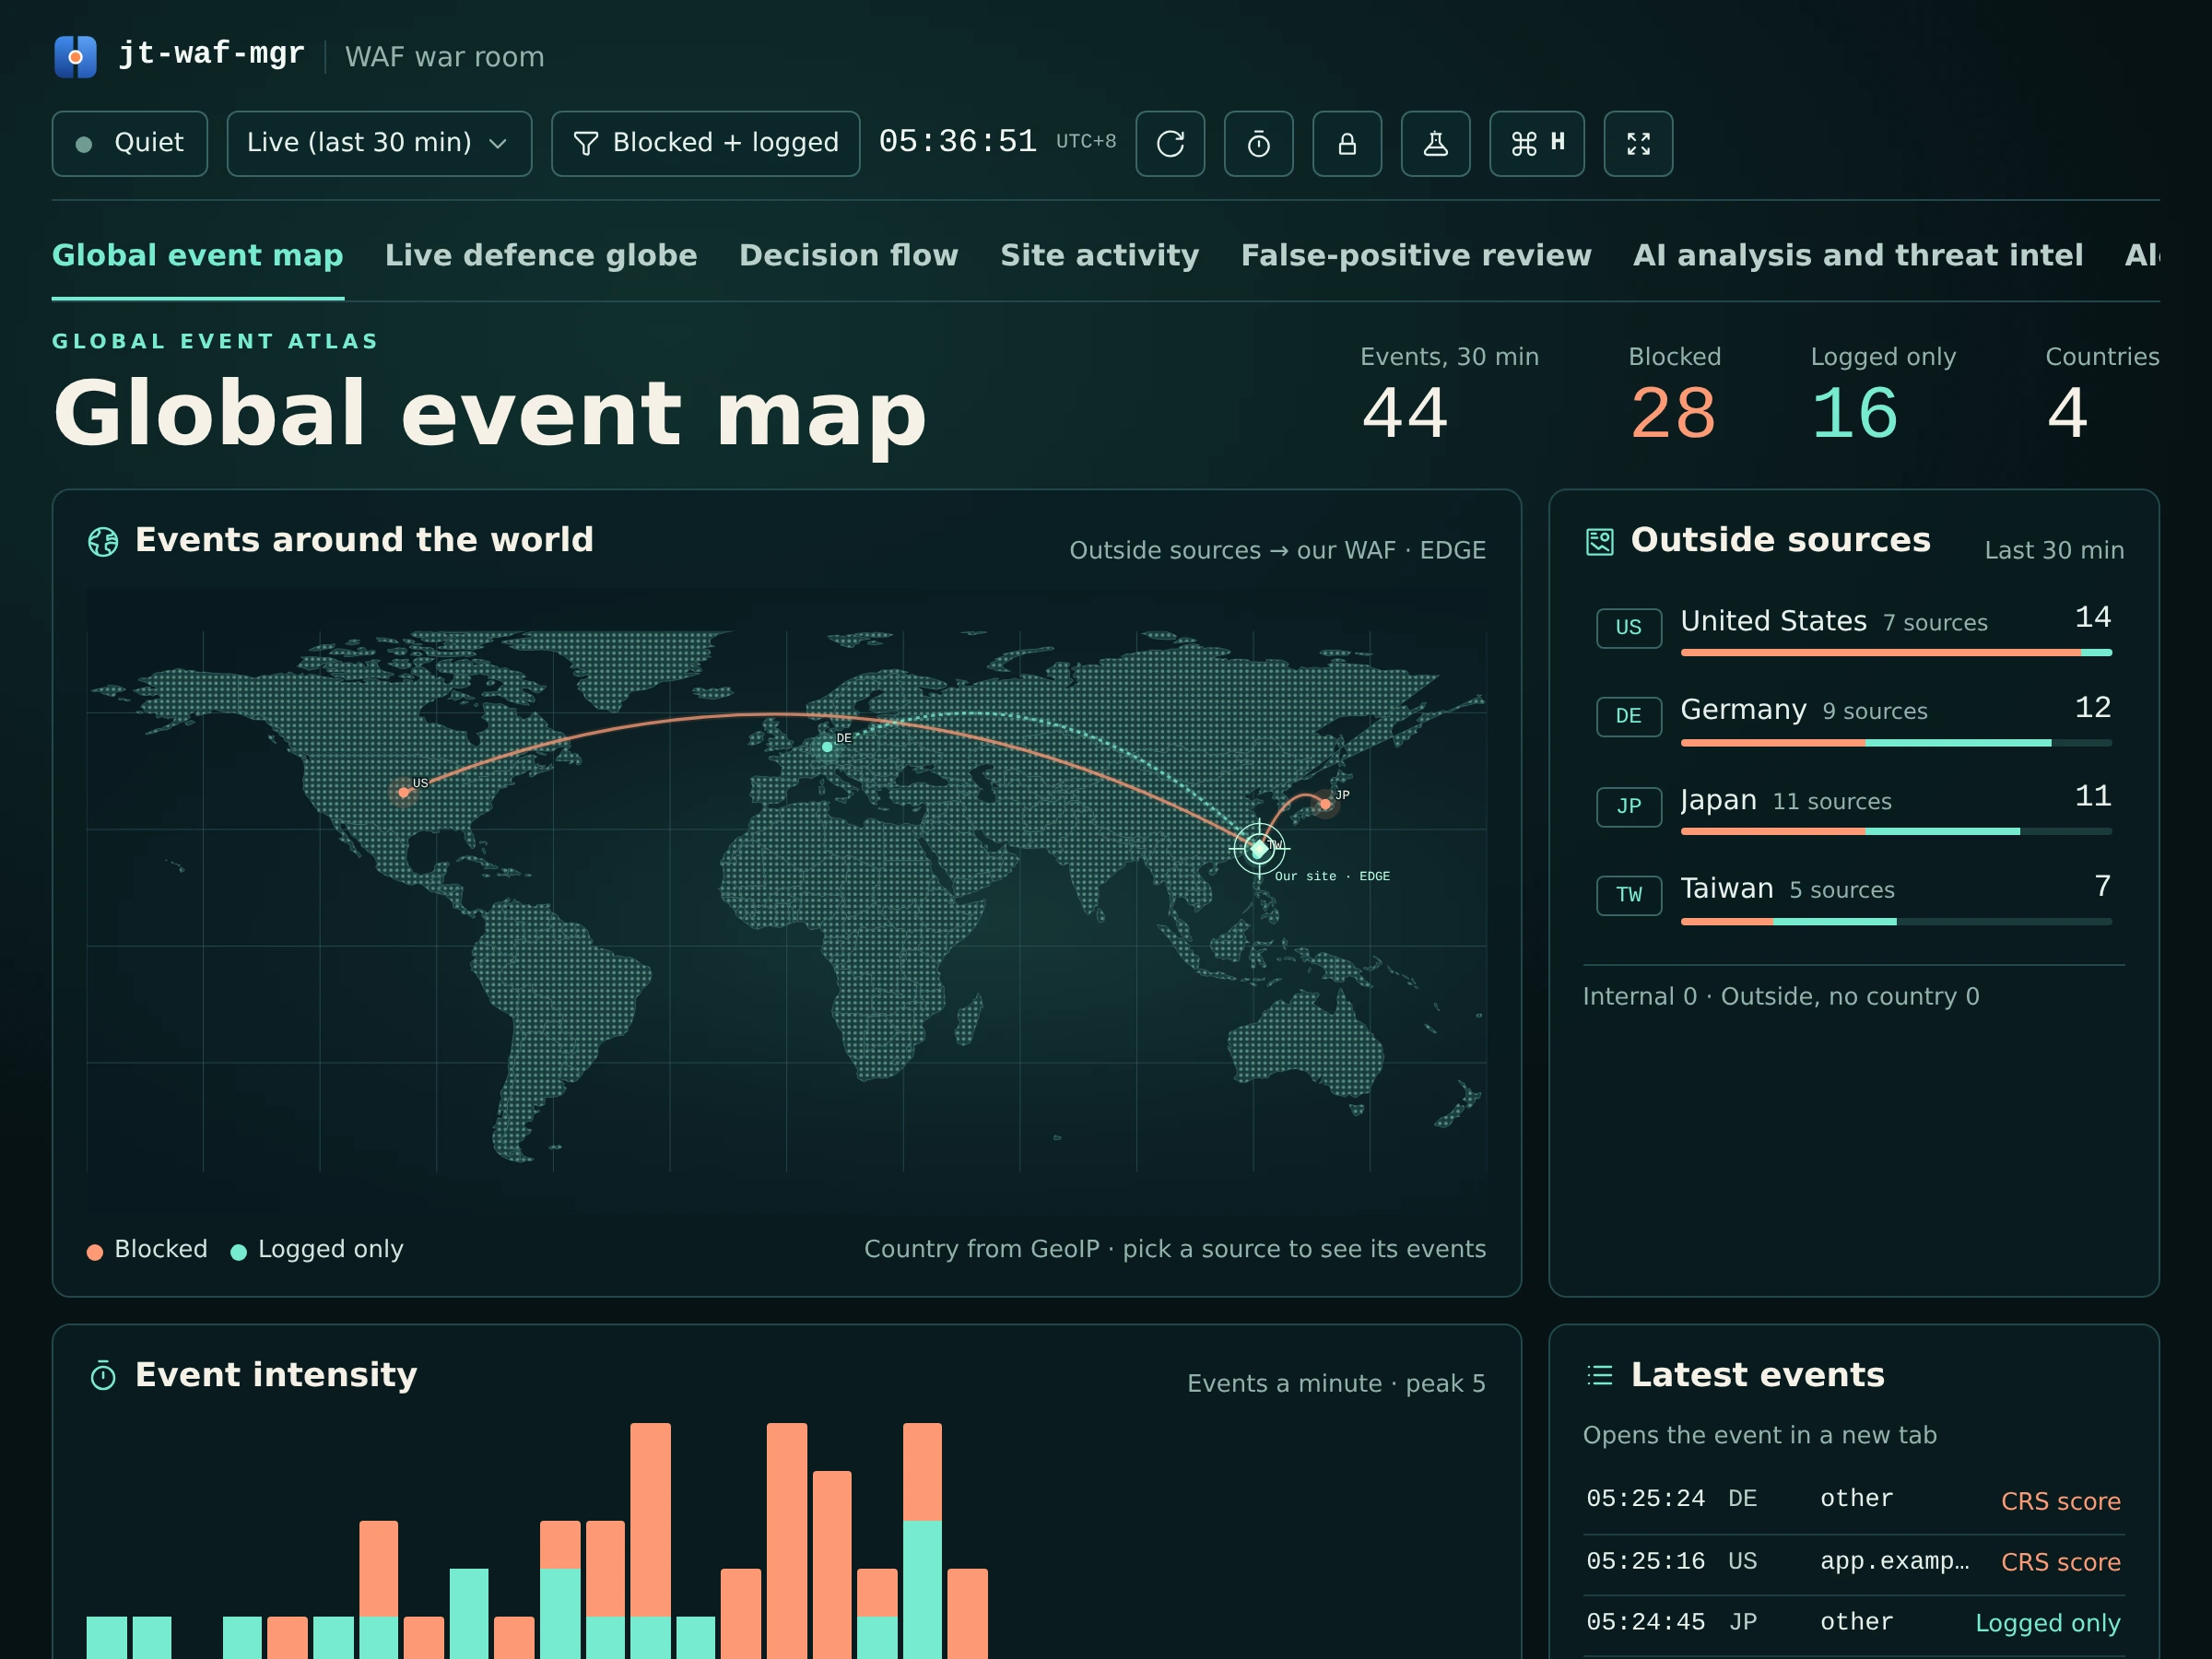 jt-waf-mgr WAF war room
Quiet Live (last 30 min) Blocked + logged 05:36:51 UTC+8 ⌘ H
Global event map Live defence globe Decision flow Site activity False-positive review AI analysis and threat intel
GLOBAL EVENT ATLAS
Global event map
Events, 30 min Blocked Logged only Countries
44 28 16 4
Events around the world
Outside sources → our WAF · EDGE
US
DE
JP
TW
Our site · EDGE
Blocked Logged only
Country from GeoIP · pick a source to see its events
Outside sources Last 30 min
US United States 7 sources 14
DE Germany 9 sources 12
JP Japan 11 sources 11
TW Taiwan 5 sources 7
Internal 0 · Outside, no country 0
Event intensity
Events a minute · peak 5
Latest events
Opens the event in a new tab
05:25:24 DE other CRS score
05:25:16 US app.examp… CRS score
05:24:45 JP other Logged only